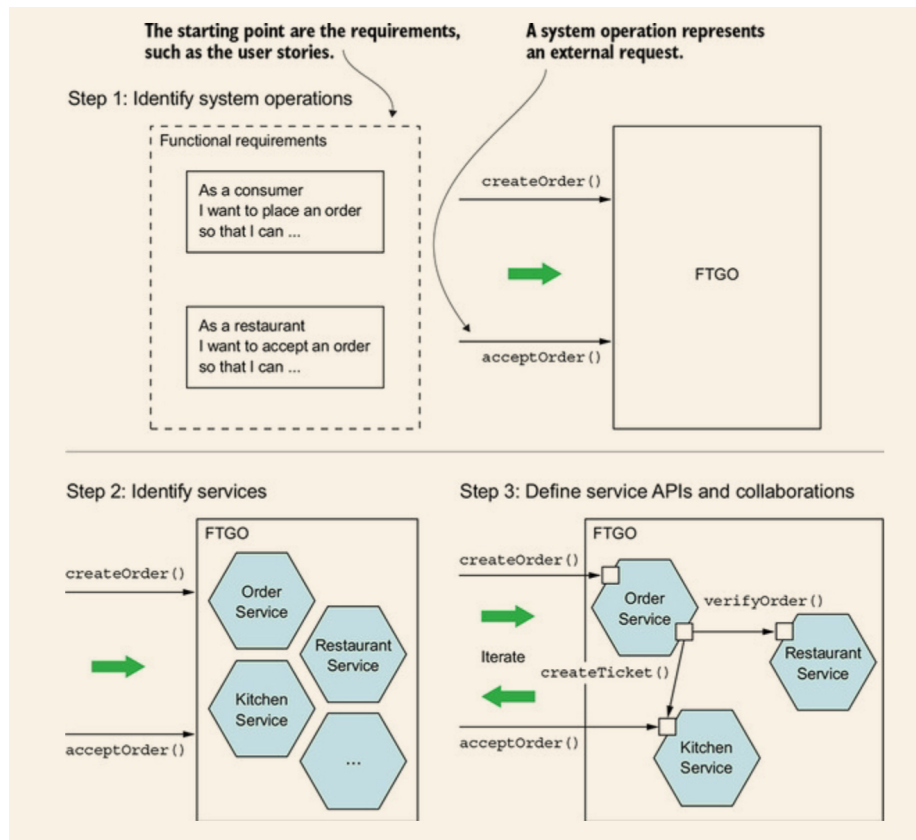 The starting point are the requirements,
such as the user stories.
A system operation represents
an external request.
Step 1: Identify system operations
Functional requirements
As a consumer
I want to place an order
so that I can ...
As a restaurant
I want to accept an order
so that I can ...
createOrder()
acceptOrder()
FTGO
Step 2: Identify services
createOrder()
acceptOrder()
FTGO
Order
Service
Restaurant
Service
Kitchen
Service
...
Step 3: Define service APIs and collaborations
createOrder()
Iterate
acceptOrder()
FTGO
Order
Service
verifyOrder()
Restaurant
Service
createTicket()
Kitchen
Service